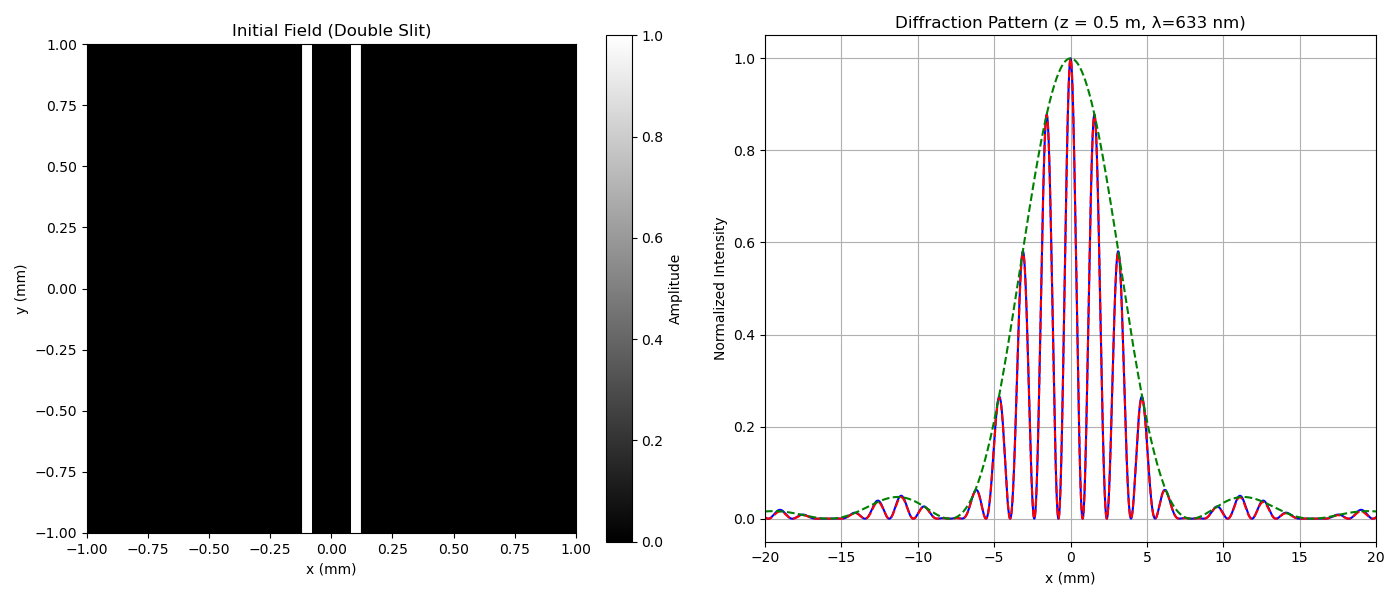 Initial Field (Double Slit)
1.00
0.75
0.50
0.25
0.00
−0.25
−0.50
−0.75
−1.00
y (mm)
−1.00 −0.75 −0.50 −0.25 0.00 0.25 0.50 0.75 1.00
x (mm)
1.0
0.8
0.6
0.4
0.2
0.0
Amplitude
Diffraction Pattern (z = 0.5 m, λ=633 nm)
1.0
0.8
0.6
0.4
0.2
0.0
Normalized Intensity
−20 −15 −10 −5 0 5 10 15 20
x (mm)